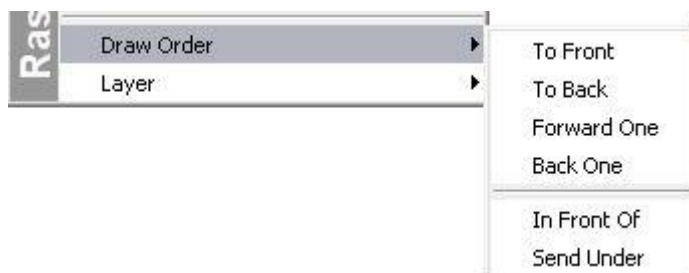 Ras
Draw Order
Layer
To Front
To Back
Forward One
Back One
In Front Of
Send Under